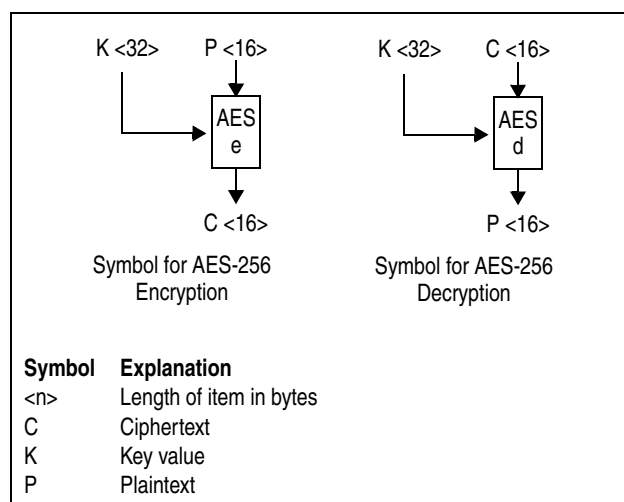 K <32> P <16>
AES
e
C <16>
Symbol for AES-256
Encryption
K <32> C <16>
AES
d
P <16>
Symbol for AES-256
Decryption
Symbol Explanation
<n> Length of item in bytes
C Ciphertext
K Key value
P Plaintext